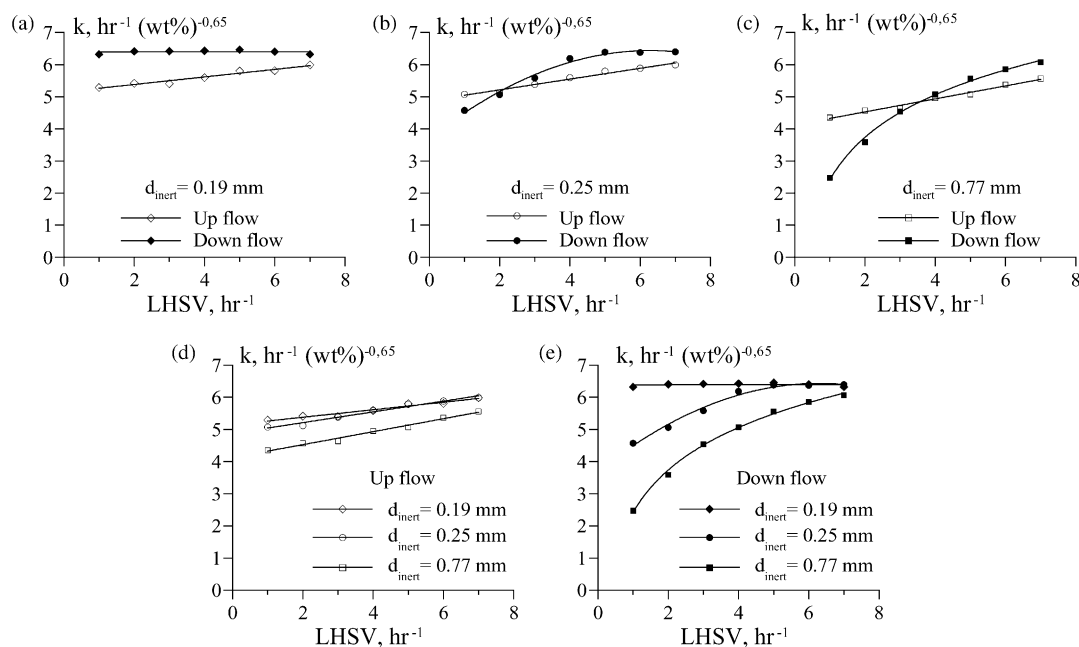 (a) k, hr⁻¹ (wt%)⁻⁰,⁶⁵
7
6
5
4
3
2
1
0
d_inert = 0.19 mm
Up flow
Down flow
0 2 4 6 8
LHSV, hr⁻¹
(b) k, hr⁻¹ (wt%)⁻⁰,⁶⁵
7
6
5
4
3
2
1
0
d_inert = 0.25 mm
Up flow
Down flow
0 2 4 6 8
LHSV, hr⁻¹
(c) k, hr⁻¹ (wt%)⁻⁰,⁶⁵
7
6
5
4
3
2
1
0
d_inert = 0.77 mm
Up flow
Down flow
0 2 4 6 8
LHSV, hr⁻¹
(d) k, hr⁻¹ (wt%)⁻⁰,⁶⁵
7
6
5
4
3
2
1
0
Up flow
d_inert = 0.19 mm
d_inert = 0.25 mm
d_inert = 0.77 mm
0 2 4 6 8
LHSV, hr⁻¹
(e) k, hr⁻¹ (wt%)⁻⁰,⁶⁵
7
6
5
4
3
2
1
0
Down flow
d_inert = 0.19 mm
d_inert = 0.25 mm
d_inert = 0.77 mm
0 2 4 6 8
LHSV, hr⁻¹